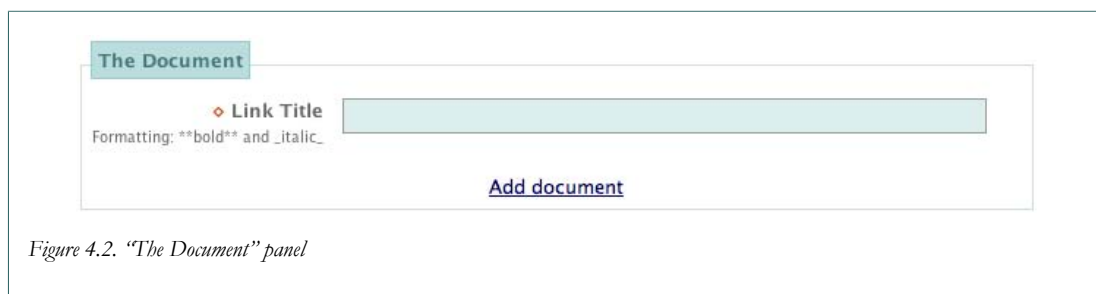 The Document
Link Title
Formatting: **bold** and _italic_
Add document
Figure 4.2. “The Document” panel